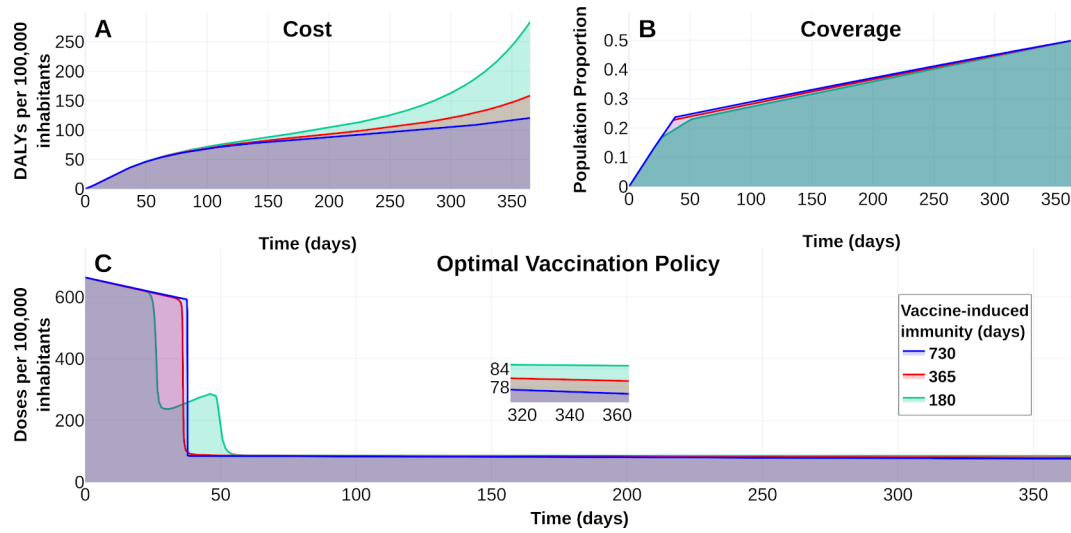 A
Cost
DALYs per 100,000
inhabitants
250
200
150
100
50
0
0 50 100 150 200 250 300 350
Time (days)
B
Coverage
Population Proportion
0.5
0.4
0.3
0.2
0.1
0
0 50 100 150 200 250 300 350
Time (days)
C
Optimal Vaccination Policy
Doses per 100,000
inhabitants
600
400
200
0
0 50 100 150 200 250 300 350
Time (days)
84
78
320 340 360
Vaccine-induced
immunity (days)
730
365
180